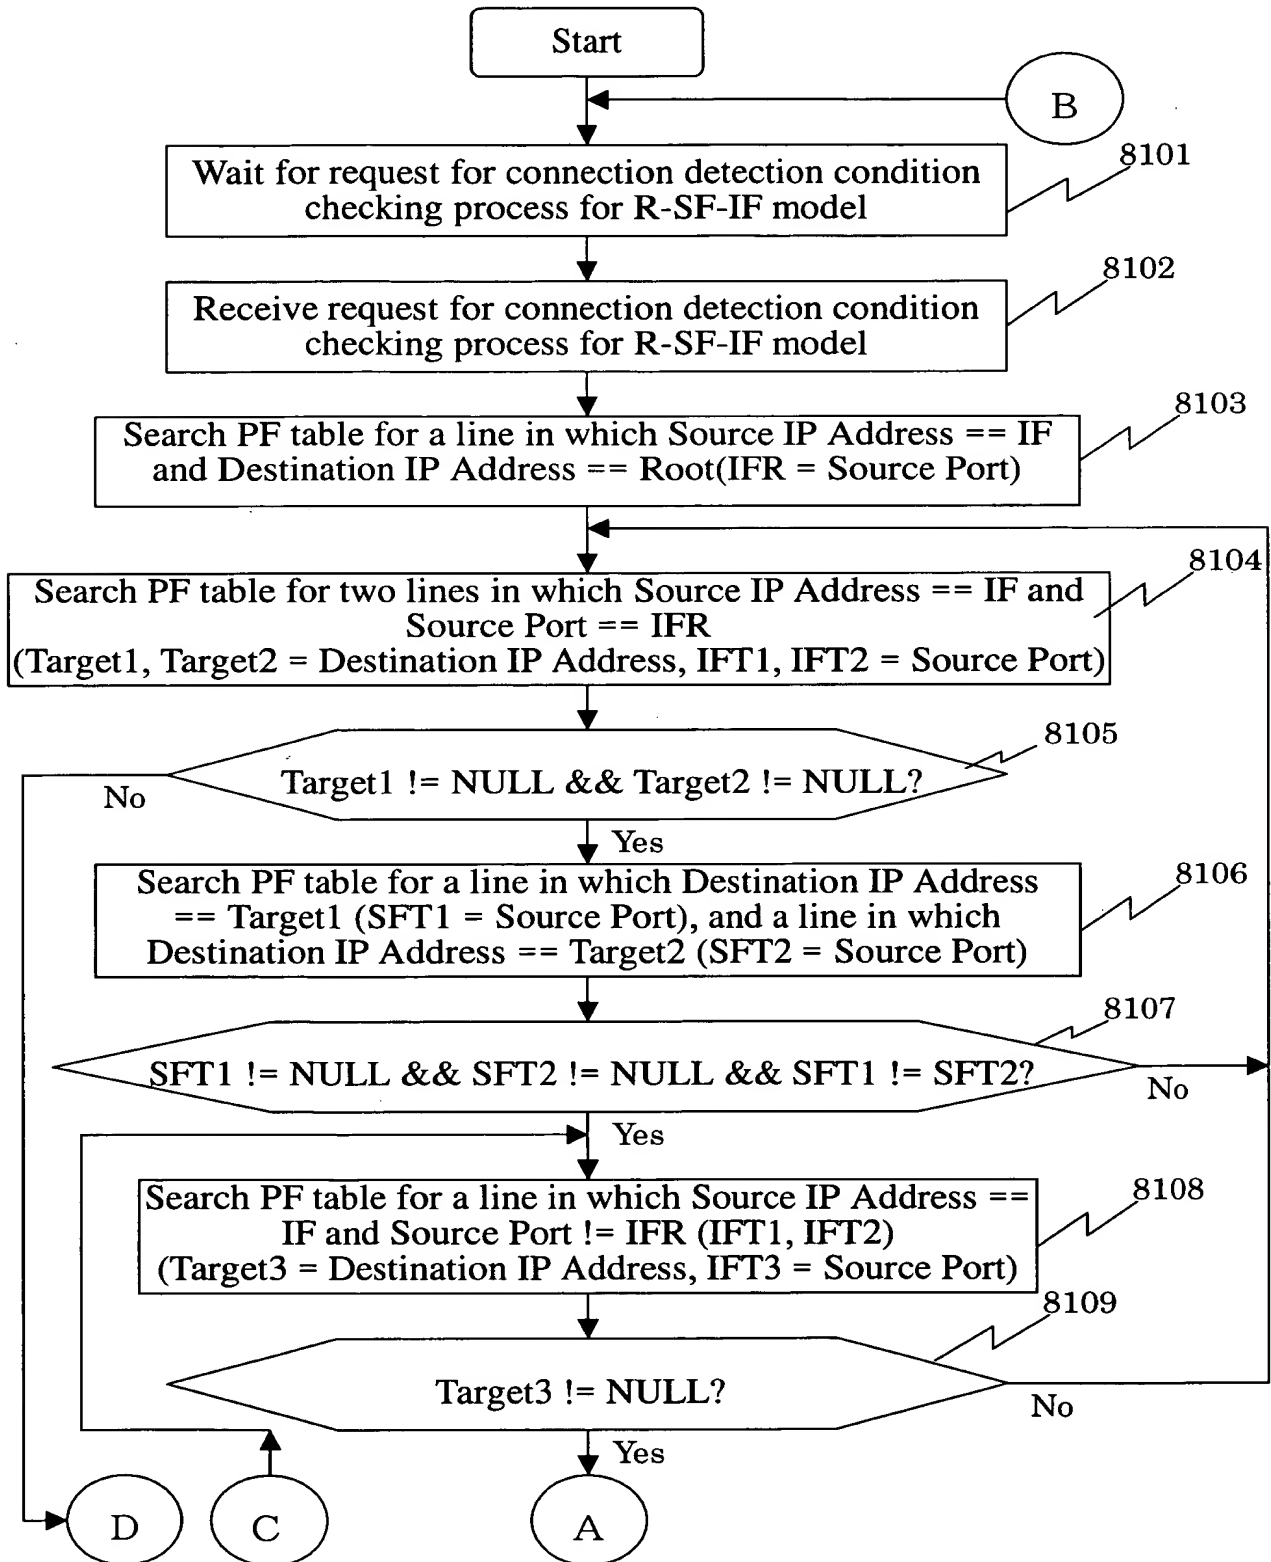 Start
B
8101
Wait for request for connection detection condition
checking process for R-SF-IF model
8102
Receive request for connection detection condition
checking process for R-SF-IF model
8103
Search PF table for a line in which Source IP Address == IF
and Destination IP Address == Root(IFR = Source Port)
8104
Search PF table for two lines in which Source IP Address == IF and
Source Port == IFR
(Target1, Target2 = Destination IP Address, IFT1, IFT2 = Source Port)
8105
Target1 != NULL && Target2 != NULL?
No
Yes
8106
Search PF table for a line in which Destination IP Address
== Target1 (SFT1 = Source Port), and a line in which
Destination IP Address == Target2 (SFT2 = Source Port)
8107
SFT1 != NULL && SFT2 != NULL && SFT1 != SFT2?
No
Yes
8108
Search PF table for a line in which Source IP Address ==
IF and Source Port != IFR (IFT1, IFT2)
(Target3 = Destination IP Address, IFT3 = Source Port)
8109
Target3 != NULL?
No
Yes
D
C
A